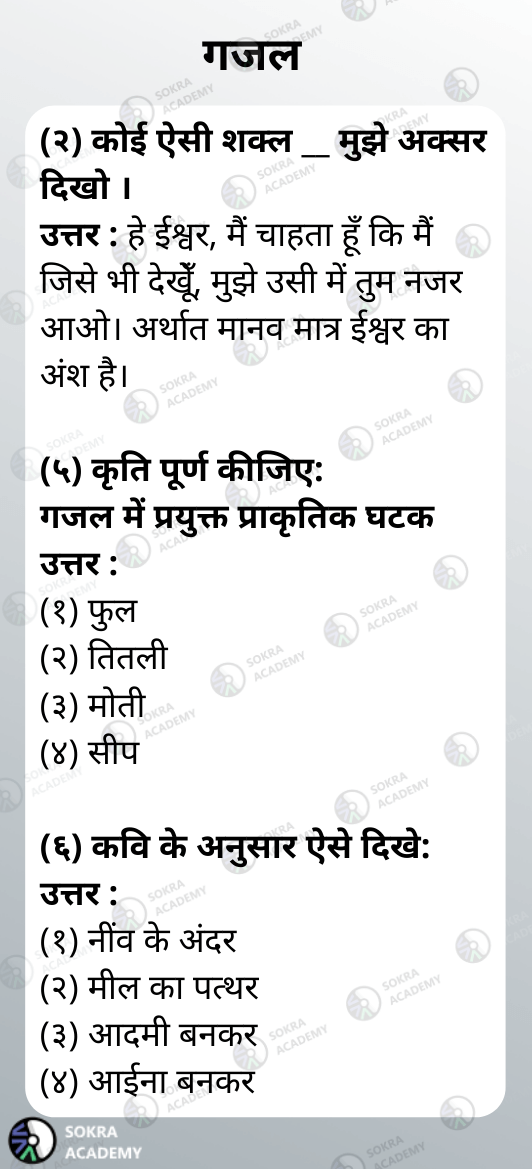 गजल
(२) कोई ऐसी शक्ल __ मुझे अक्सर
दिखो ।
उत्तर : हे ईश्वर, मैं चाहता हूँ कि मैं
जिसे भी देखूँ, मुझे उसी में तुम नजर
आओ। अर्थात मानव मात्र ईश्वर का
अंश है।
(५) कृति पूर्ण कीजिए:
गजल में प्रयुक्त प्राकृतिक घटक
उत्तर :
(१) फुल
(२) तितली
(३) मोती
(४) सीप
(६) कवि के अनुसार ऐसे दिखे:
उत्तर :
(१) नींव के अंदर
(२) मील का पत्थर
(३) आदमी बनकर
(४) आईना बनकर
SOKRA
ACADEMY